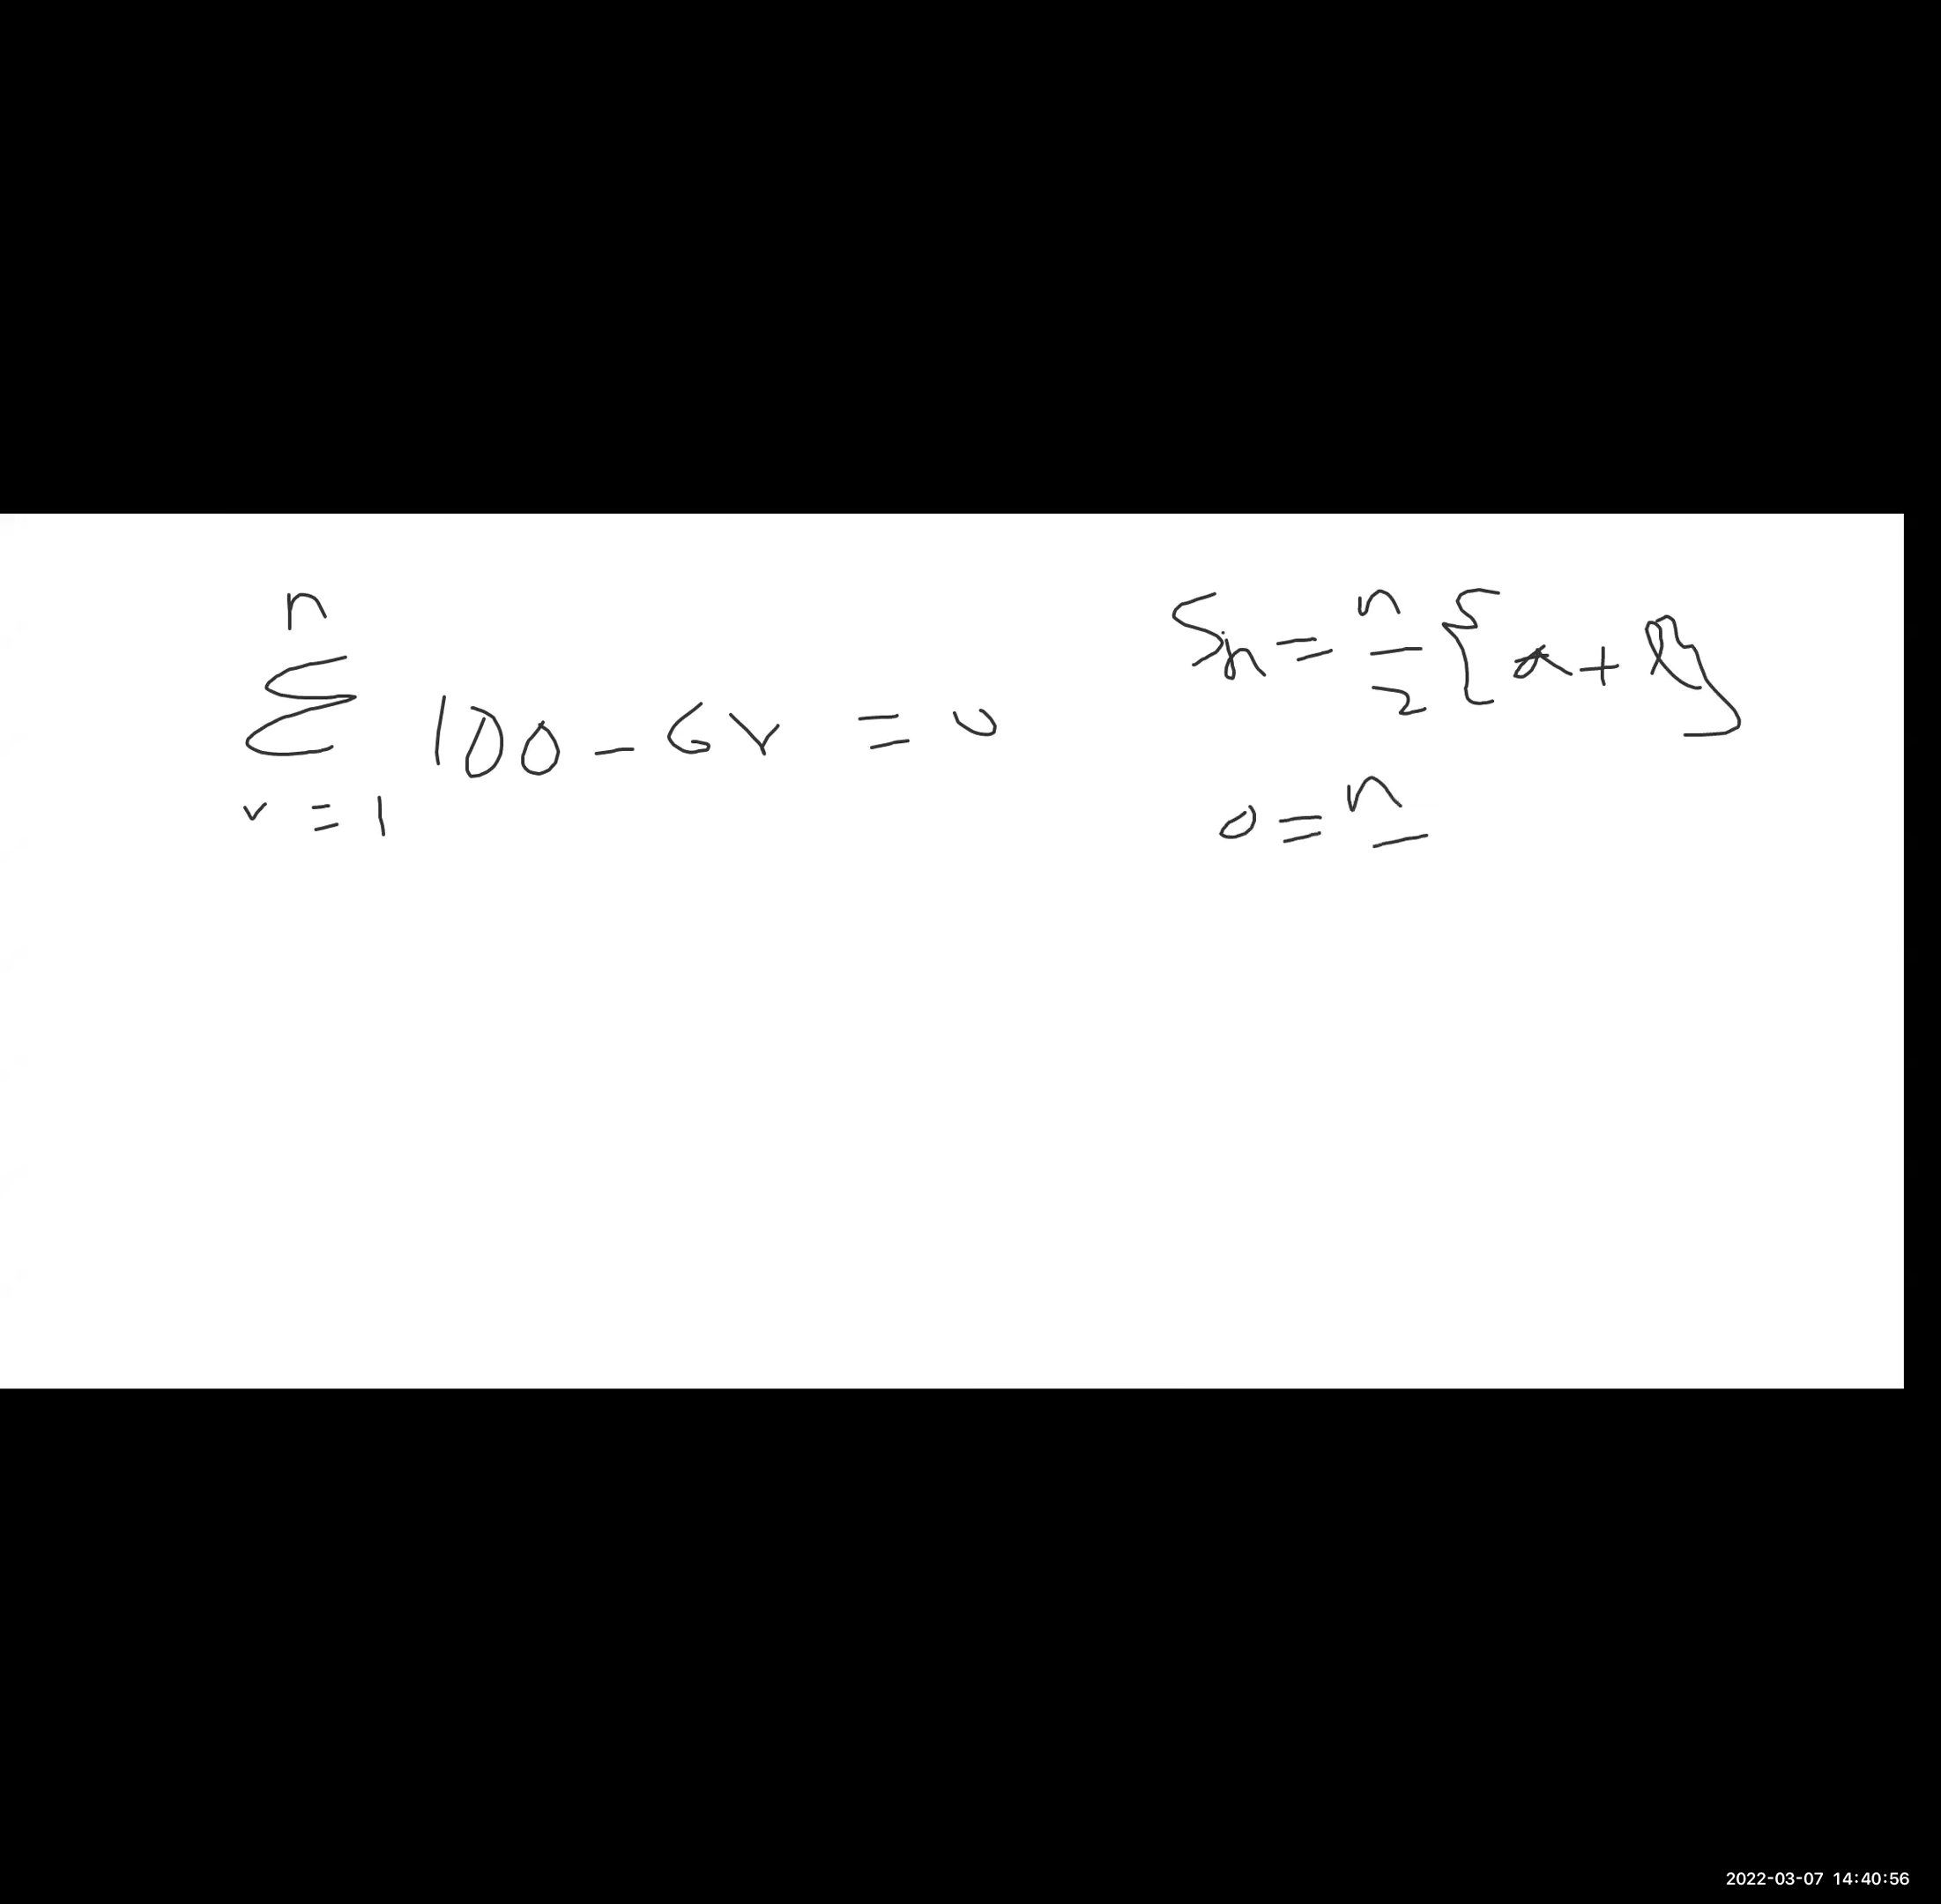 n
Σ 100 - 6r = 0
r = 1
Sn = n/2 {a + l}
0 = n
2022-03-07 14:40:56